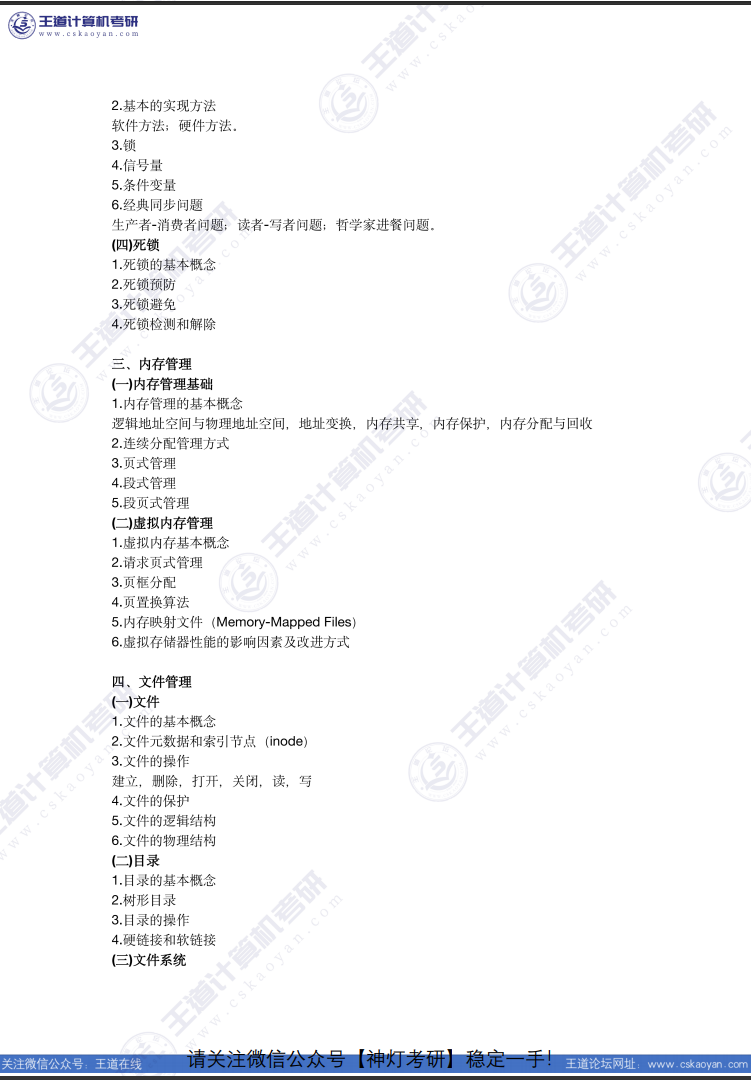 王道计算机考研
www.cskaoyan.com
2.基本的实现方法
软件方法；硬件方法。
3.锁
4.信号量
5.条件变量
6.经典同步问题
生产者-消费者问题；读者-写者问题；哲学家进餐问题。
(四)死锁
1.死锁的基本概念
2.死锁预防
3.死锁避免
4.死锁检测和解除
三、内存管理
(一)内存管理基础
1.内存管理的基本概念
逻辑地址空间与物理地址空间，地址变换，内存共享，内存保护，内存分配与回收
2.连续分配管理方式
3.页式管理
4.段式管理
5.段页式管理
(二)虚拟内存管理
1.虚拟内存基本概念
2.请求页式管理
3.页框分配
4.页置换算法
5.内存映射文件（Memory-Mapped Files）
6.虚拟存储器性能的影响因素及改进方式
四、文件管理
(一)文件
1.文件的基本概念
2.文件元数据和索引节点（inode）
3.文件的操作
建立，删除，打开，关闭，读，写
4.文件的保护
5.文件的逻辑结构
6.文件的物理结构
(二)目录
1.目录的基本概念
2.树形目录
3.目录的操作
4.硬链接和软链接
(三)文件系统
关注微信公众号：王道在线
请关注微信公众号【神灯考研】稳定一手！
王道论坛网址：www.cskaoyan.com